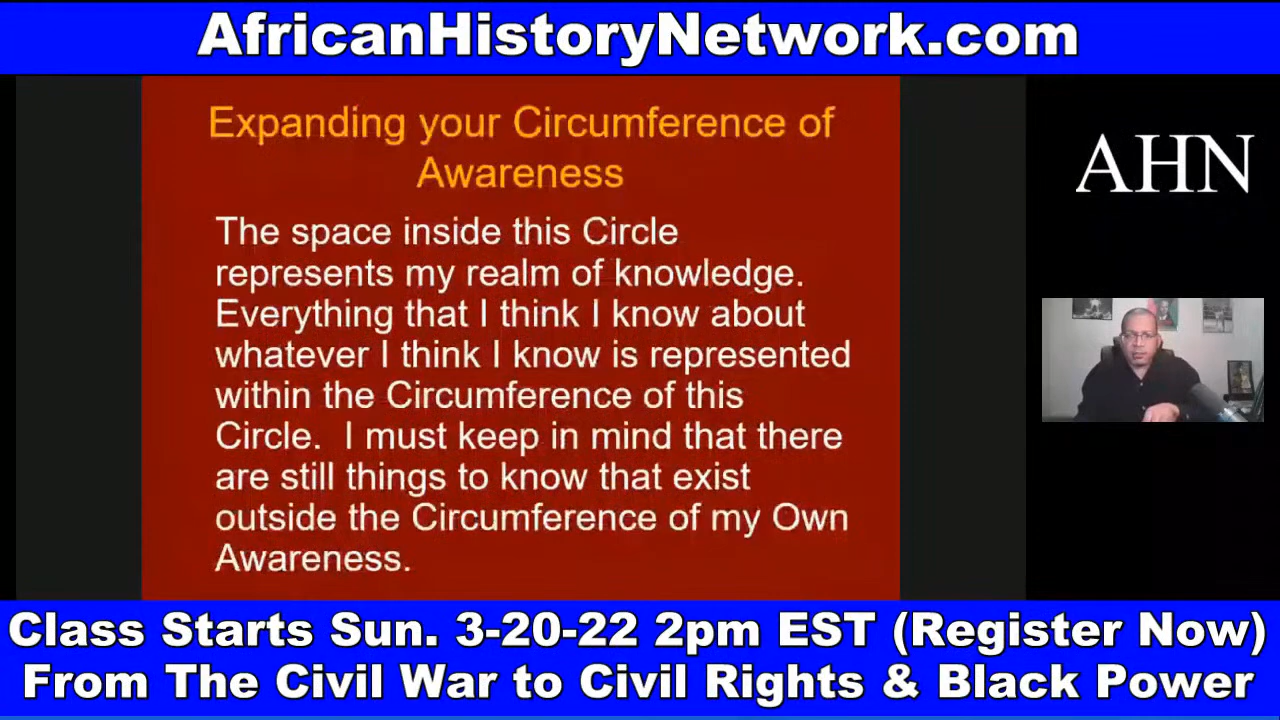 AfricanHistoryNetwork.com
Expanding your Circumference of
Awareness
AHN
The space inside this Circle
represents my realm of knowledge.
Everything that I think I know about
whatever I think I know is represented
within the Circumference of this
Circle.  I must keep in mind that there
are still things to know that exist
outside the Circumference of my Own
Awareness.
Class Starts Sun. 3-20-22 2pm EST (Register Now)
From The Civil War to Civil Rights & Black Power